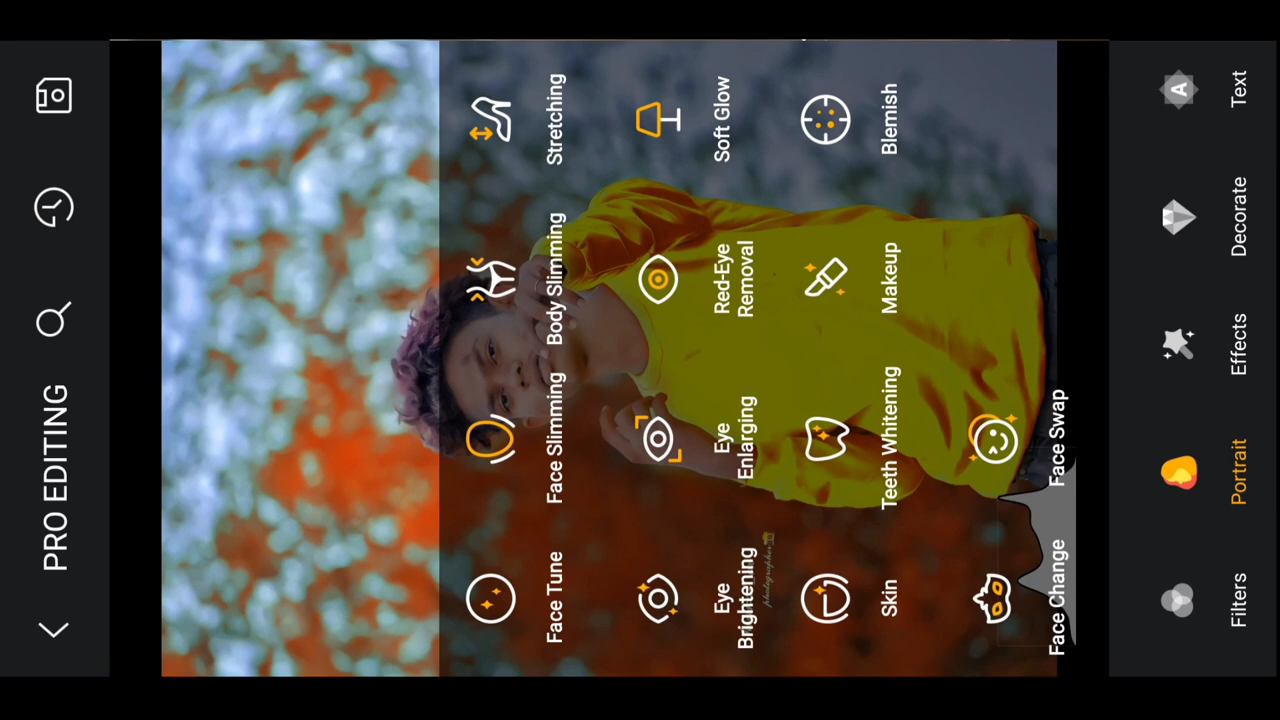 PRO EDITING
Face Tune
Face Slimming
Body Slimming
Stretching
Eye
Brightening
Eye
Enlarging
Red-Eye
Removal
Soft Glow
Skin
Teeth Whitening
Makeup
Blemish
Face Change
Face Swap
photographer
Filters
Portrait
Effects
Decorate
Text
A